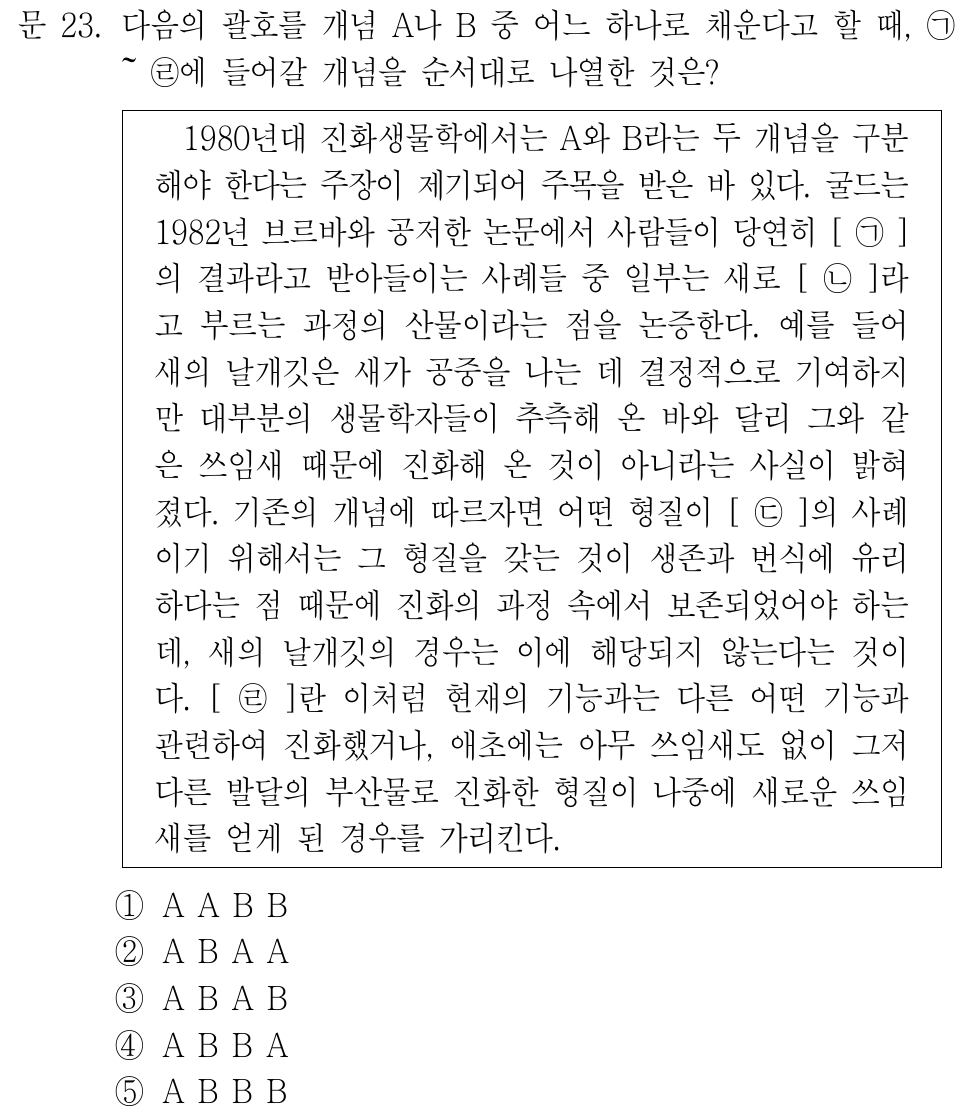 문 23. 다음의 괄호를 개념 A나 B 중 어느 하나로 채운다고 할 때, ㉠
~ ㉣에 들어갈 개념을 순서대로 나열한 것은?
1980년대 진화생물학에서는 A와 B라는 두 개념을 구분
해야 한다는 주장이 제기되어 주목을 받은 바 있다. 굴드는
1982년 브르바와 공저한 논문에서 사람들이 당연히 [ ㉠ ]
의 결과라고 받아들이는 사례들 중 일부는 새로 [ ㉡ ]라
고 부르는 과정의 산물이라는 점을 논증한다. 예를 들어
새의 날개깃은 새가 공중을 나는 데 결정적으로 기여하지
만 대부분의 생물학자들이 추측해 온 바와 달리 그와 같
은 쓰임새 때문에 진화해 온 것이 아니라는 사실이 밝혀
졌다. 기존의 개념에 따르자면 어떤 형질이 [ ㉢ ]의 사례
이기 위해서는 그 형질을 갖는 것이 생존과 번식에 유리
하다는 점 때문에 진화의 과정 속에서 보존되었어야 하는
데, 새의 날개깃의 경우는 이에 해당되지 않는다는 것이
다. [ ㉣ ]란 이처럼 현재의 기능과는 다른 어떤 기능과
관련하여 진화했거나, 애초에는 아무 쓰임새도 없이 그저
다른 발달의 부산물로 진화한 형질이 나중에 새로운 쓰임
새를 얻게 된 경우를 가리킨다.
① A A B B
② A B A A
③ A B A B
④ A B B A
⑤ A B B B